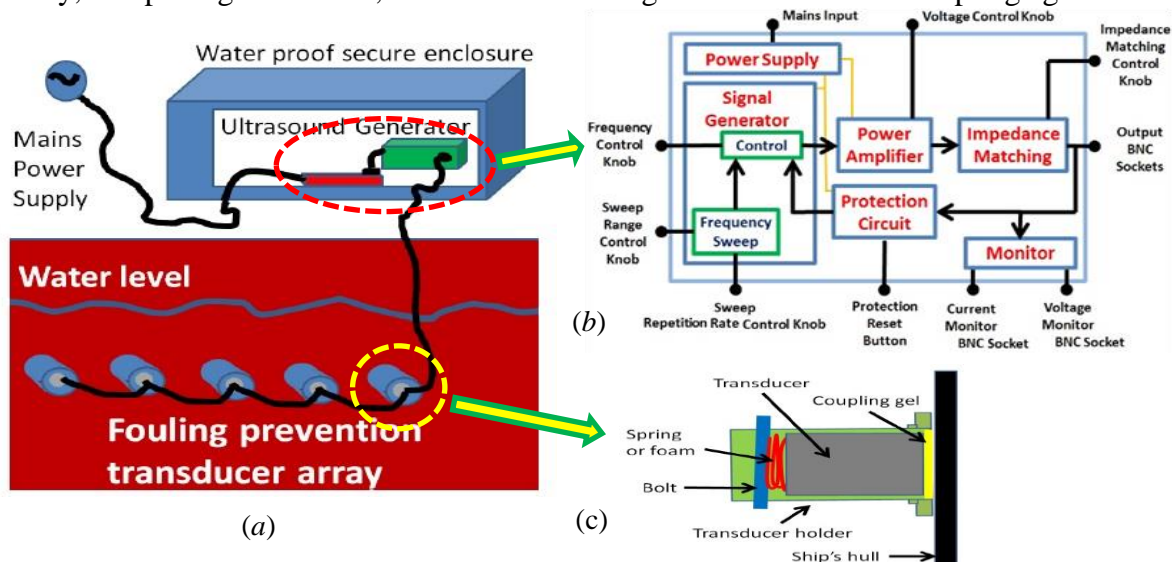 Water proof secure enclosure
Ultrasound Generator
Mains
Power
Supply
Water level
Fouling prevention
transducer array
(a)
Mains Input
Voltage Control Knob
Impedance
Matching
Control
Knob
Power Supply
Signal
Generator
Frequency
Control
Knob
Control
Power
Amplifier
Impedance
Matching
Output
BNC
Sockets
Sweep
Range
Control
Knob
Frequency
Sweep
Protection
Circuit
Monitor
(b)
Sweep
Repetition Rate Control Knob
Protection
Reset
Button
Current
Monitor
BNC Socket
Voltage
Monitor
BNC Socket
Transducer
Coupling gel
Spring
or foam
Bolt
(c)
Transducer holder
Ship's hull